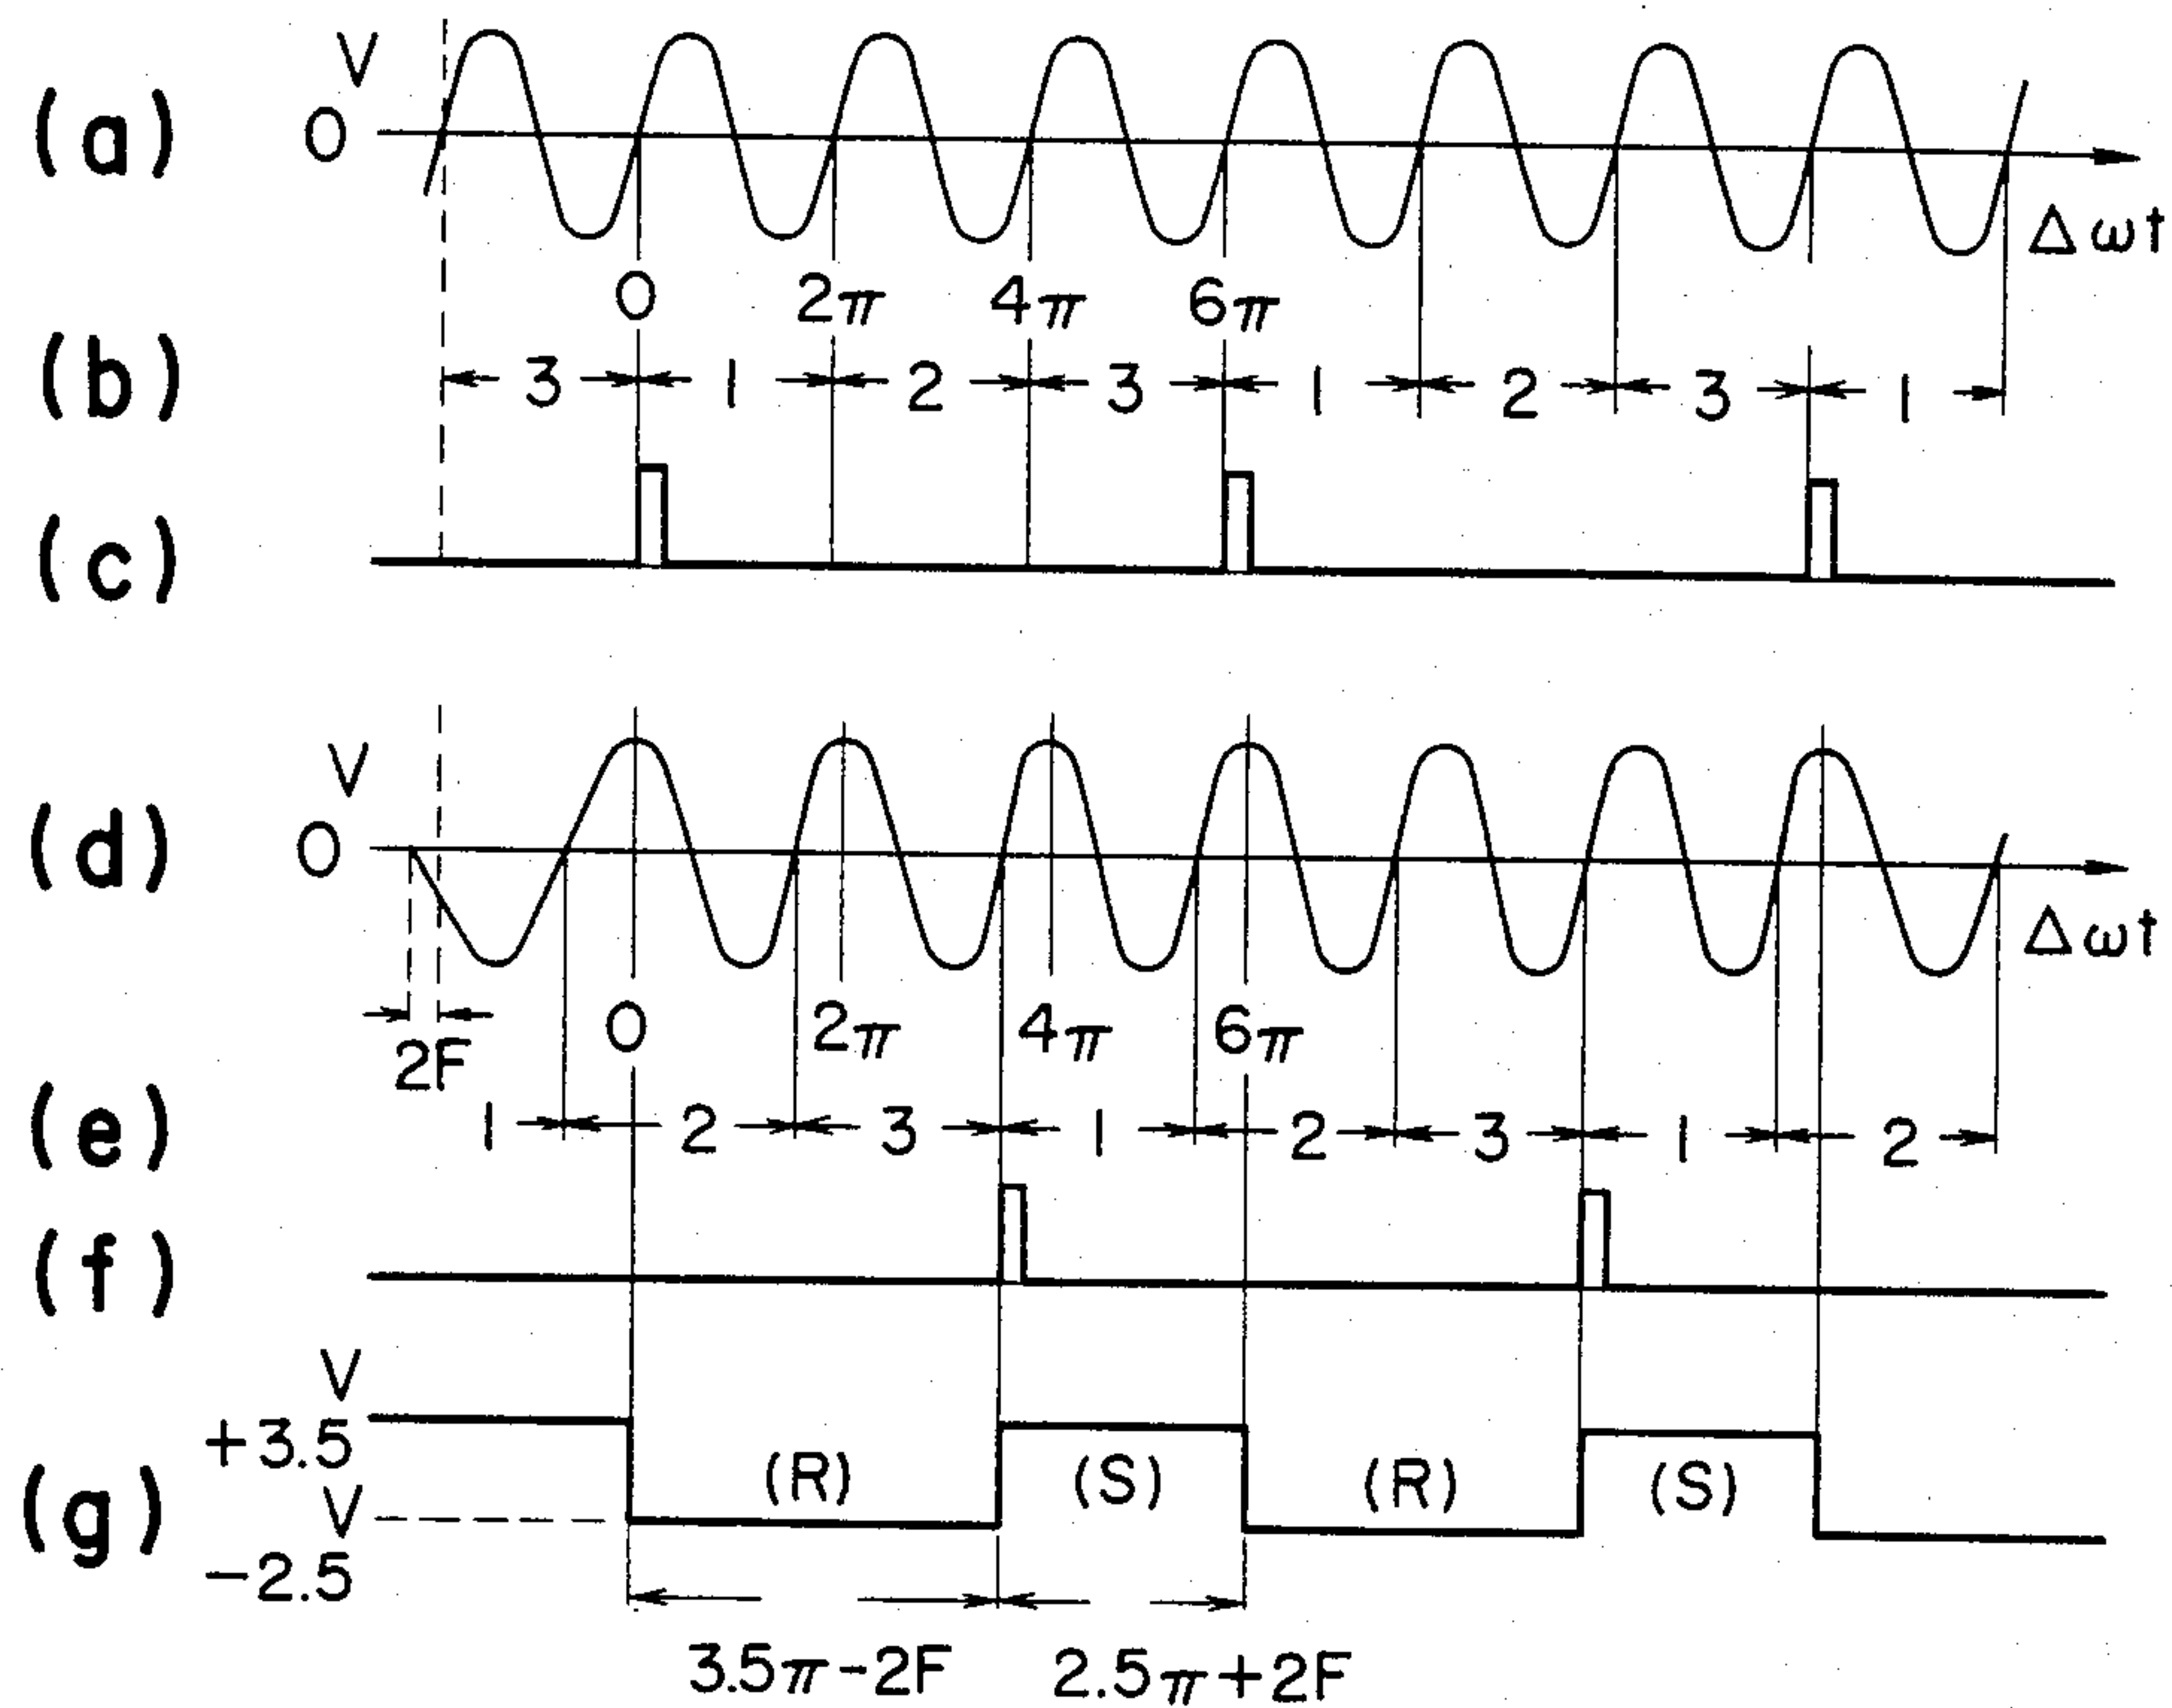 (a) V
0
Δωt
0 2π 4π 6π
(b) 3 1 2 3 1 2 3 1
(c)
(d) V
0
Δωt
2F
0 2π 4π 6π
(e) 1 2 3 1 2 3 1 2
(f)
(g) V
+3.5
V
−2.5
(R) (S) (R) (S)
3.5π−2F 2.5π+2F